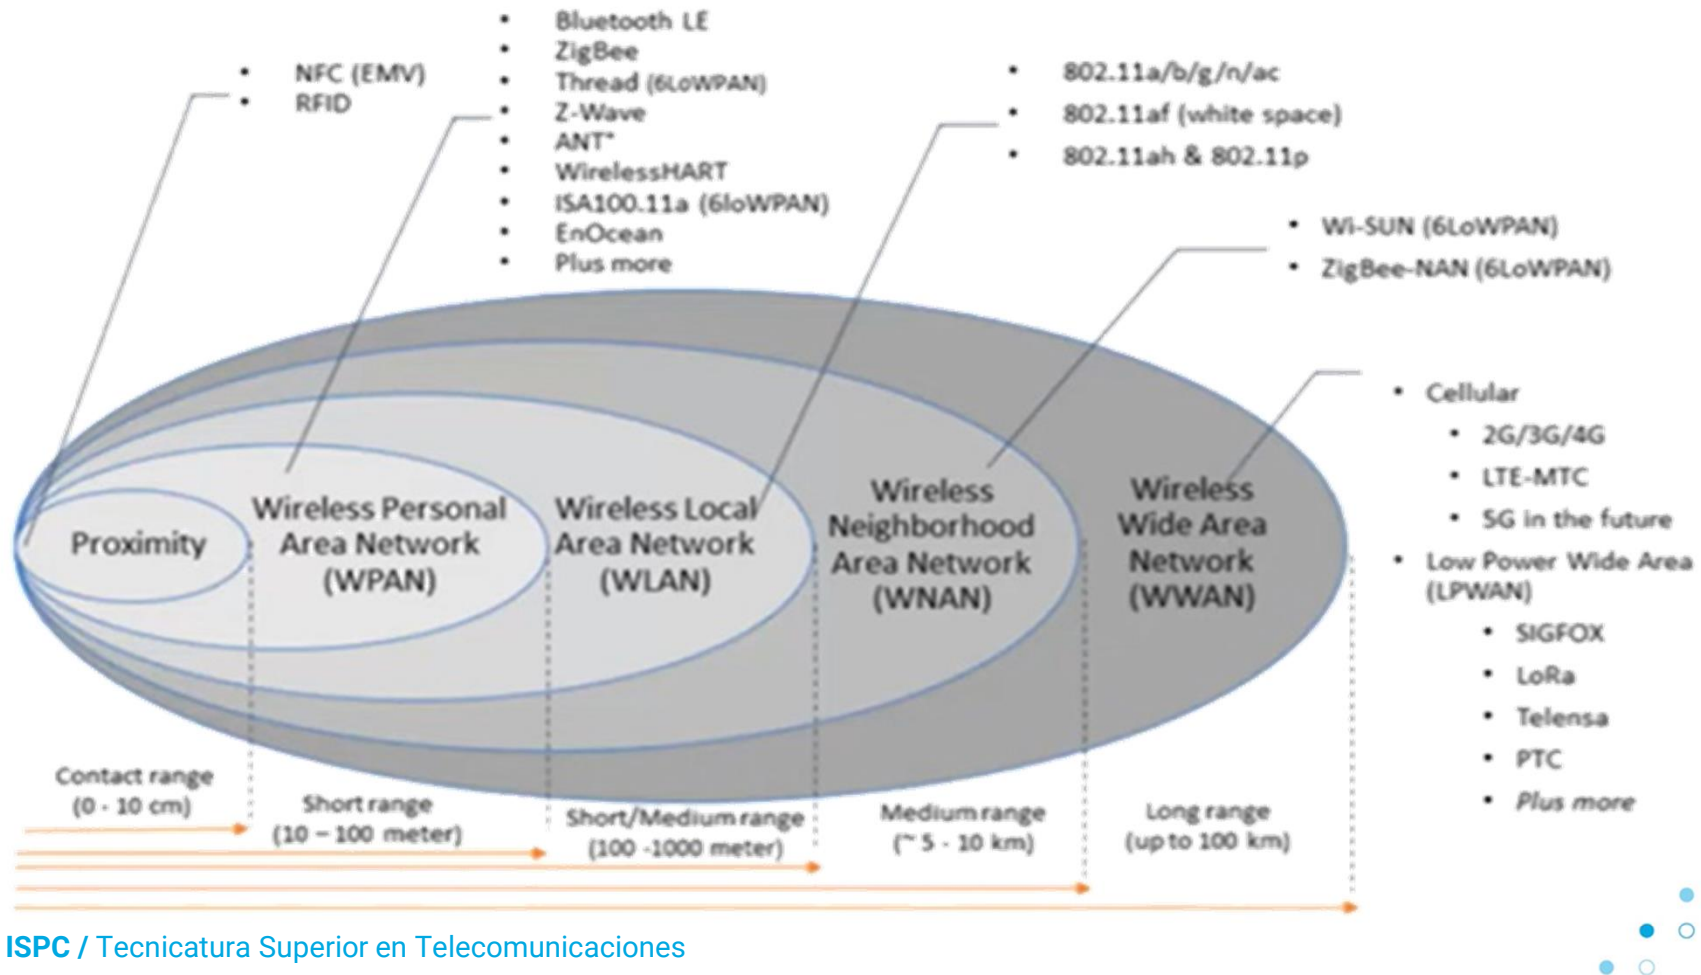 • NFC (EMV)
• RFID
• Bluetooth LE
• ZigBee
• Thread (6LoWPAN)
• Z-Wave
• ANT+
• WirelessHART
• ISA100.11a (6loWPAN)
• EnOcean
• Plus more
• 802.11a/b/g/n/ac
• 802.11af (white space)
• 802.11ah & 802.11p
• Wi-SUN (6LoWPAN)
• ZigBee-NAN (6LoWPAN)
• Cellular
• 2G/3G/4G
• LTE-MTC
• 5G in the future
• Low Power Wide Area
(LPWAN)
• SIGFOX
• LoRa
• Telensa
• PTC
• Plus more
Proximity
Wireless Personal
Area Network
(WPAN)
Wireless Local
Area Network
(WLAN)
Wireless
Neighborhood
Area Network
(WNAN)
Wireless
Wide Area
Network
(WWAN)
Contact range
(0 - 10 cm)
Short range
(10 – 100 meter)
Short/Medium range
(100 -1000 meter)
Medium range
(~ 5 - 10 km)
Long range
(up to 100 km)
ISPC / Tecnicatura Superior en Telecomunicaciones